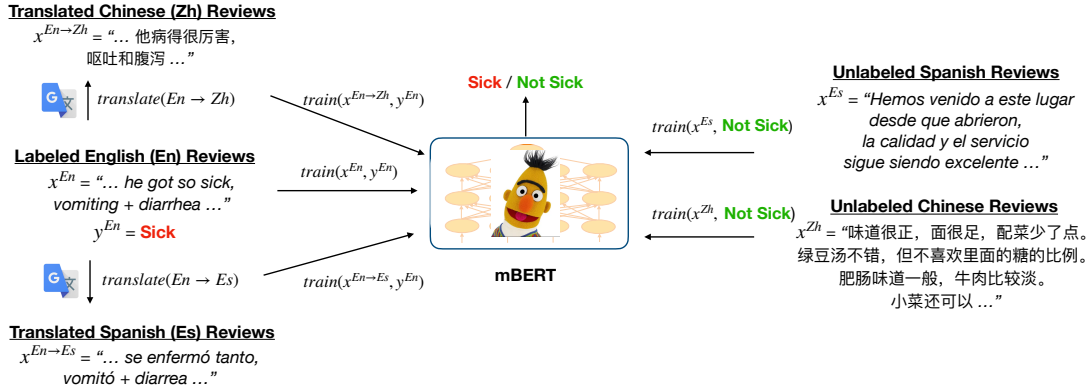 Translated Chinese (Zh) Reviews
x^{En→Zh} = “... 他病得很厉害，
呕吐和腹泻 ...”
G 文
translate(En → Zh)
Labeled English (En) Reviews
x^{En} = “... he got so sick,
vomiting + diarrhea ...”
y^{En} = Sick
G 文
translate(En → Es)
Translated Spanish (Es) Reviews
x^{En→Es} = “... se enfermó tanto,
vomitó + diarrea ...”
train(x^{En→Zh}, y^{En})
train(x^{En}, y^{En})
train(x^{En→Es}, y^{En})
Sick / Not Sick
mBERT
train(x^{Es}, Not Sick)
train(x^{Zh}, Not Sick)
Unlabeled Spanish Reviews
x^{Es} = “Hemos venido a este lugar
desde que abrieron,
la calidad y el servicio
sigue siendo excelente ...”
Unlabeled Chinese Reviews
x^{Zh} = “味道很正，面很足，配菜少了点。
绿豆汤不错，但不喜欢里面的糖的比例。
肥肠味道一般，牛肉比较淡。
小菜还可以 ...”